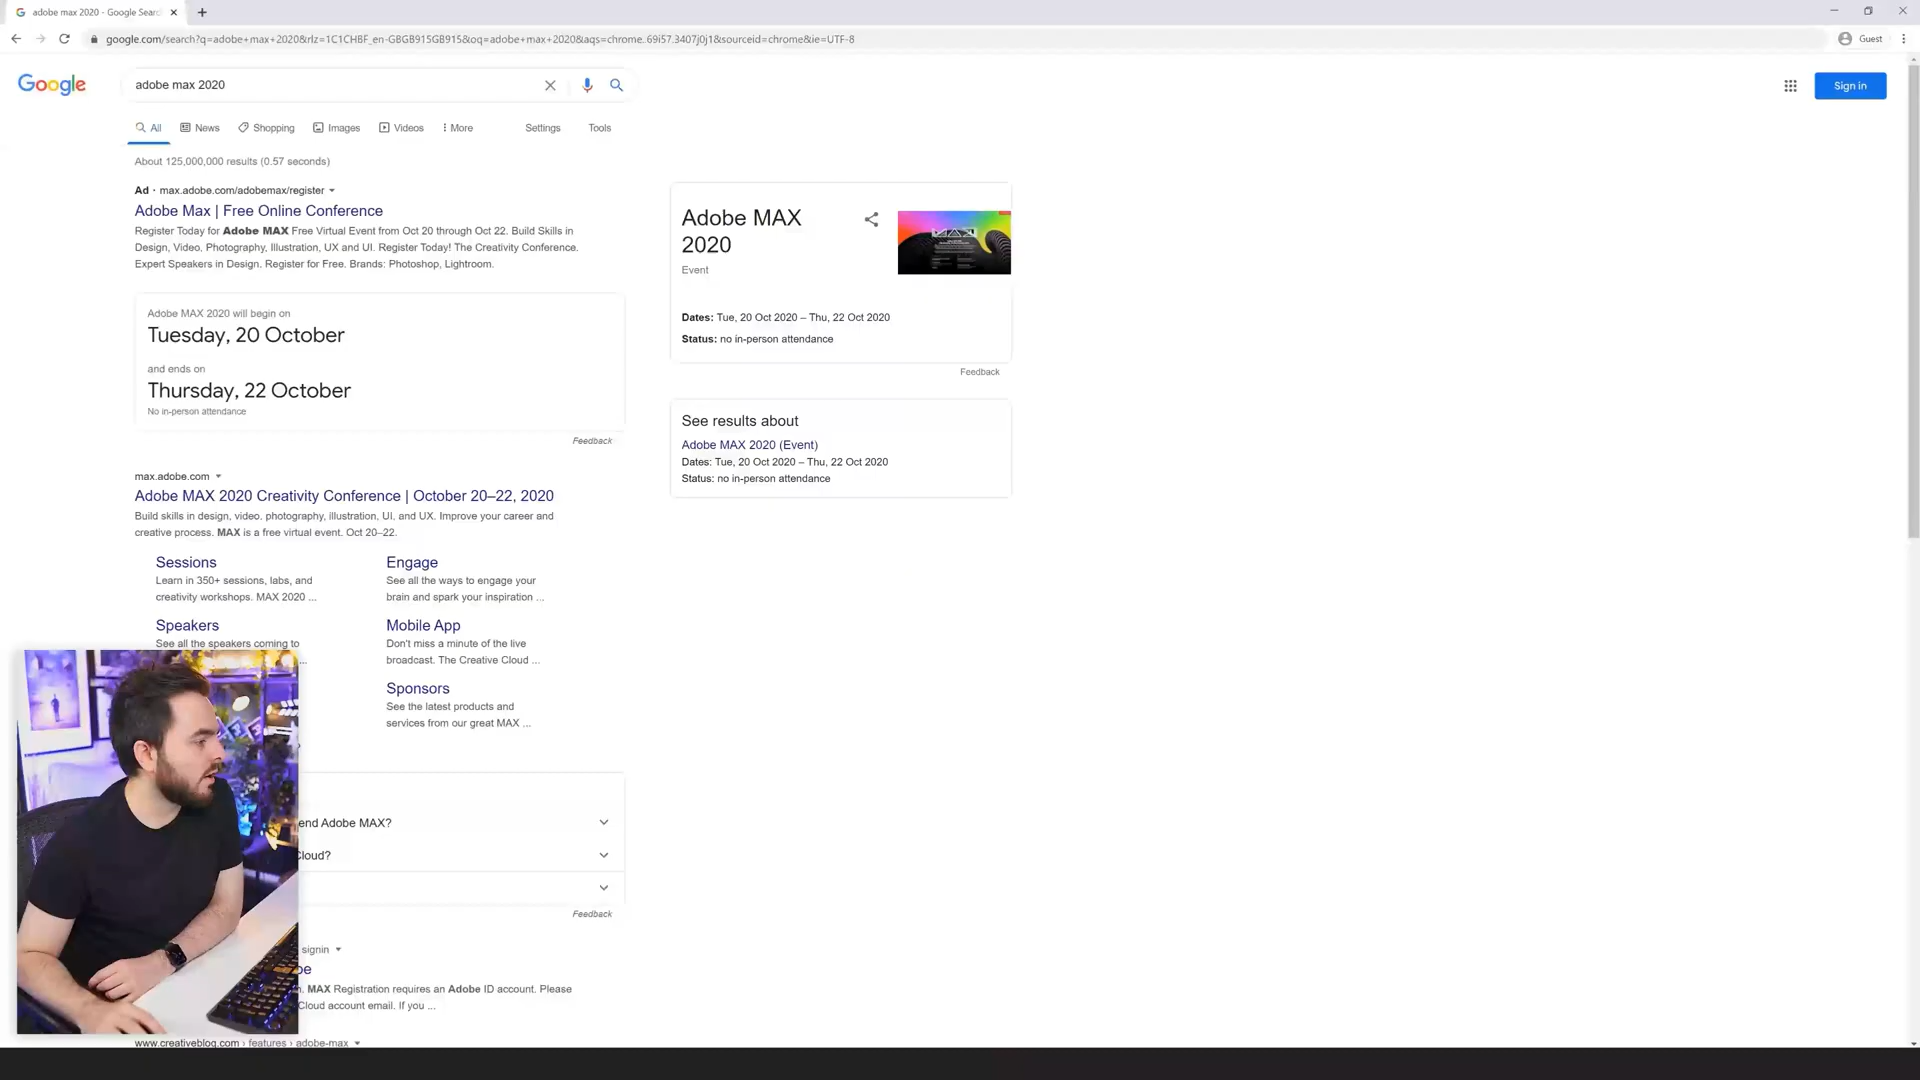 adobe max 2020 - Google Searc
google.com/search?q=adobe+max+2020&rlz=1C1CHBF_en-GBGB915GB915&oq=adobe+max+2020&aqs=chrome..69i57.3407j0j1&sourceid=chrome&ie=UTF-8
Guest
Google
adobe max 2020
Sign in
All
News
Shopping
Images
Videos
More
Settings
Tools
About 125,000,000 results (0.57 seconds)
Ad · max.adobe.com/adobemax/register
Adobe Max | Free Online Conference
Register Today for Adobe MAX Free Virtual Event from Oct 20 through Oct 22. Build Skills in
Design, Video, Photography, Illustration, UX and UI. Register Today! The Creativity Conference.
Expert Speakers in Design. Register for Free. Brands: Photoshop, Lightroom.
Adobe MAX 2020 will begin on
Tuesday, 20 October
and ends on
Thursday, 22 October
No in-person attendance
Feedback
max.adobe.com
Adobe MAX 2020 Creativity Conference | October 20–22, 2020
Build skills in design, video, photography, illustration, UI, and UX. Improve your career and
creative process. MAX is a free virtual event. Oct 20–22.
Sessions
Learn in 350+ sessions, labs, and
creativity workshops. MAX 2020 ...
Engage
See all the ways to engage your
brain and spark your inspiration ...
Speakers
See all the speakers coming to
...
Mobile App
Don't miss a minute of the live
broadcast. The Creative Cloud ...
Sponsors
See the latest products and
services from our great MAX ...
end Adobe MAX?
Cloud?
Feedback
signin
be
n. MAX Registration requires an Adobe ID account. Please
Cloud account email. If you ...
www.creativebloq.com › features › adobe-max
Adobe MAX
2020
Event
MAX
Dates: Tue, 20 Oct 2020 – Thu, 22 Oct 2020
Status: no in-person attendance
Feedback
See results about
Adobe MAX 2020 (Event)
Dates: Tue, 20 Oct 2020 – Thu, 22 Oct 2020
Status: no in-person attendance